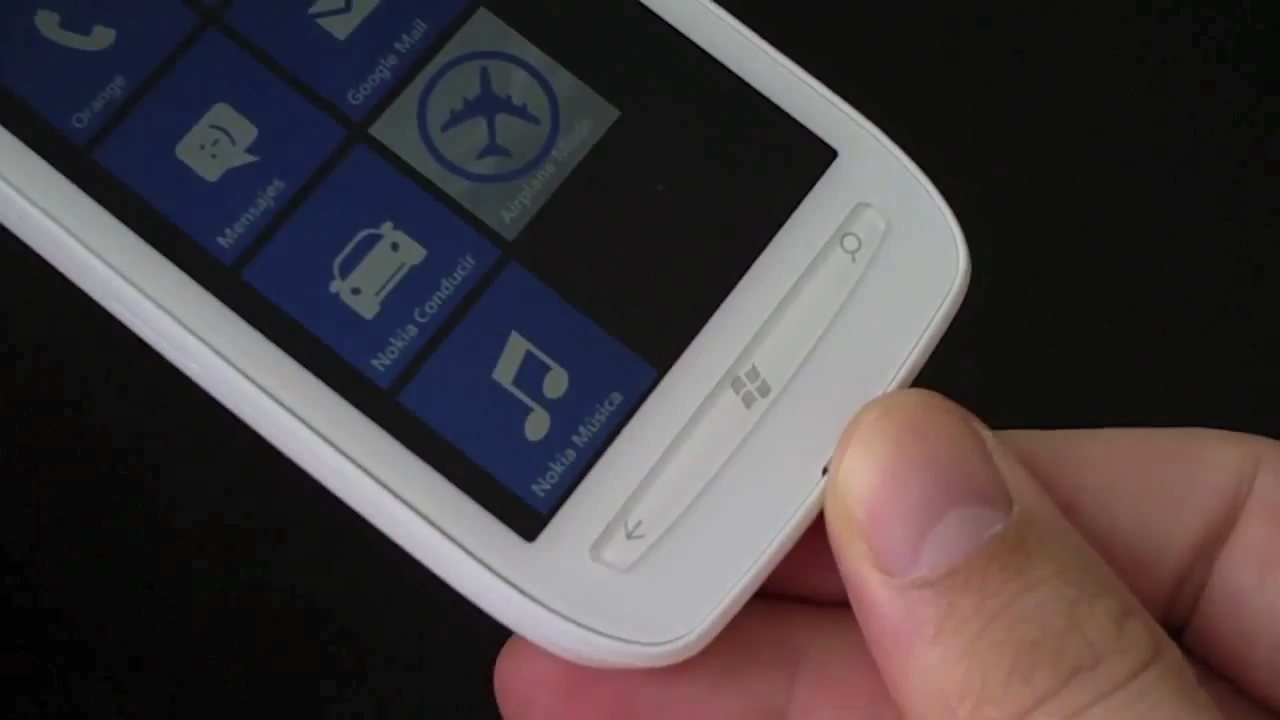 Orange
Google Mail
Mensajes
Airplane Mode
Nokia Conducir
Nokia Música